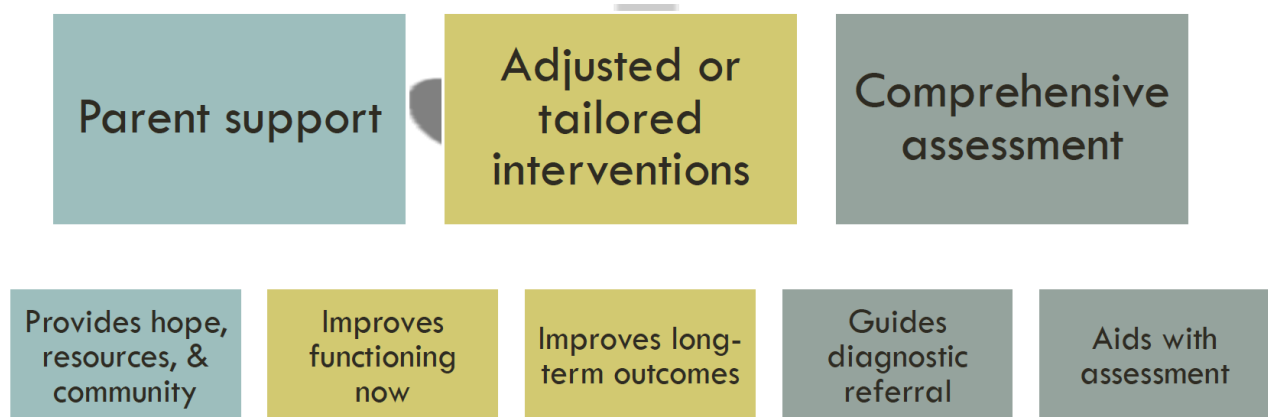 Parent support
Adjusted or
tailored
interventions
Comprehensive
assessment
Provides hope,
resources, &
community
Improves
functioning
now
Improves long-
term outcomes
Guides
diagnostic
referral
Aids with
assessment